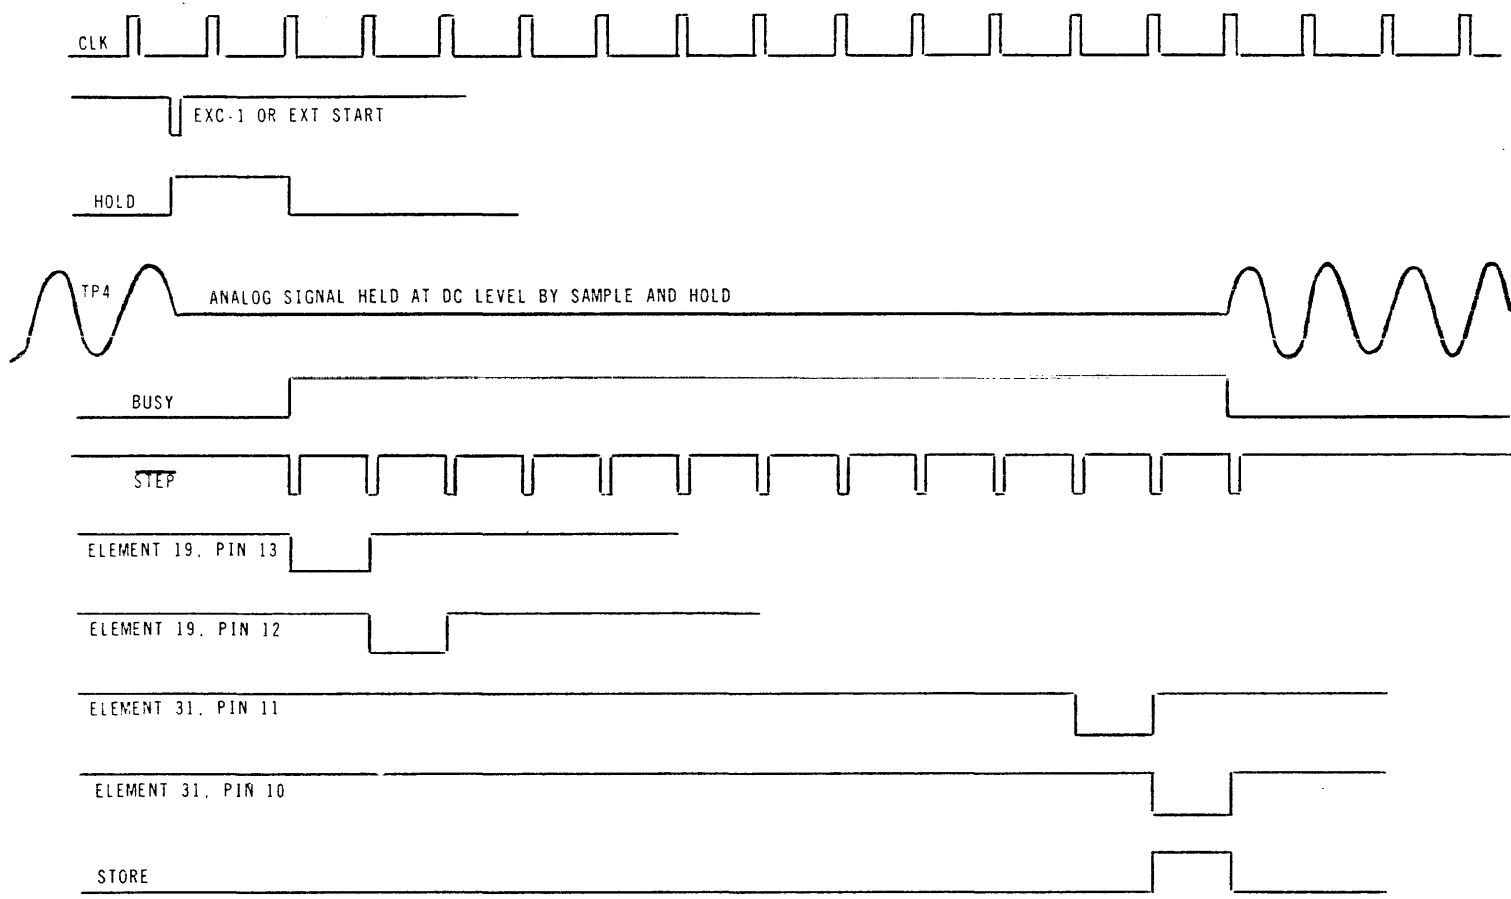 CLK
EXC-1 OR EXT START
HOLD
TP4
ANALOG SIGNAL HELD AT DC LEVEL BY SAMPLE AND HOLD
BUSY
STEP
ELEMENT 19, PIN 13
ELEMENT 19, PIN 12
ELEMENT 31, PIN 11
ELEMENT 31, PIN 10
STORE